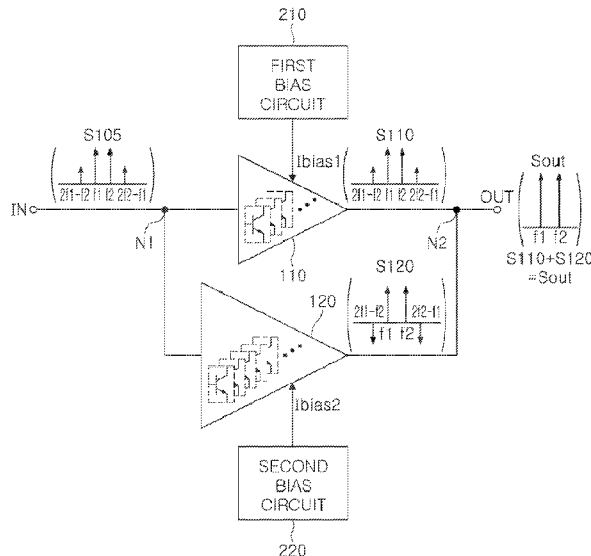 210
FIRST
BIAS
CIRCUIT
S105
2f1-f2 f1 f2 2f2-f1
Ibias1
S110
2f1-f2 f1 f2 2f2-f1
Sout
f1 f2
S110+S120
=Sout
IN
N1
110
N2
OUT
120
S120
2f1-f2 f1 f2 2f2-f1
Ibias2
SECOND
BIAS
CIRCUIT
220